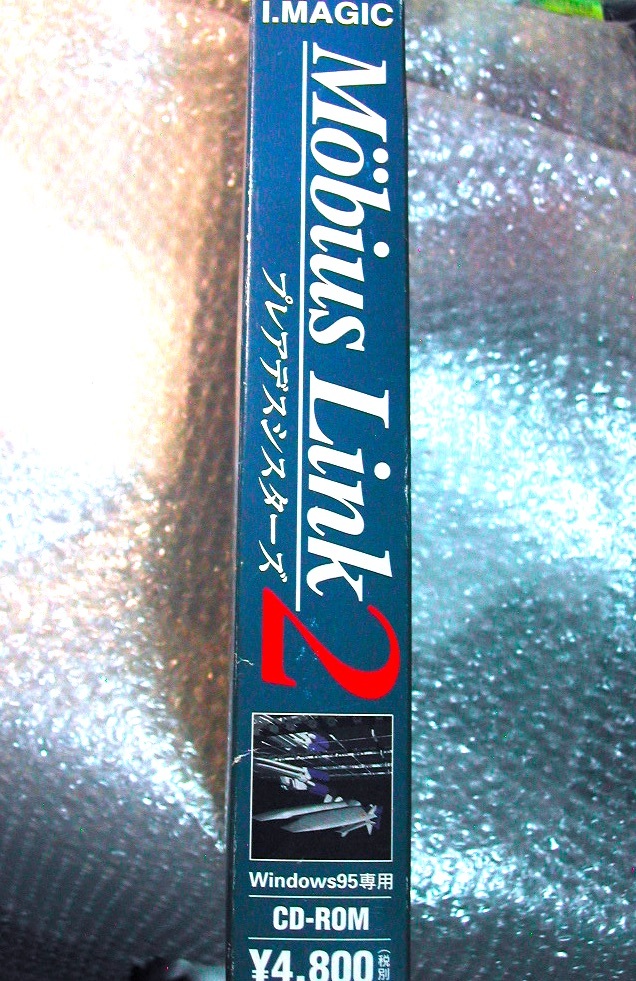 I.MAGIC
Möbius Link 2
プレアデスシスターズ
Windows95専用
CD-ROM
¥4,800(税別